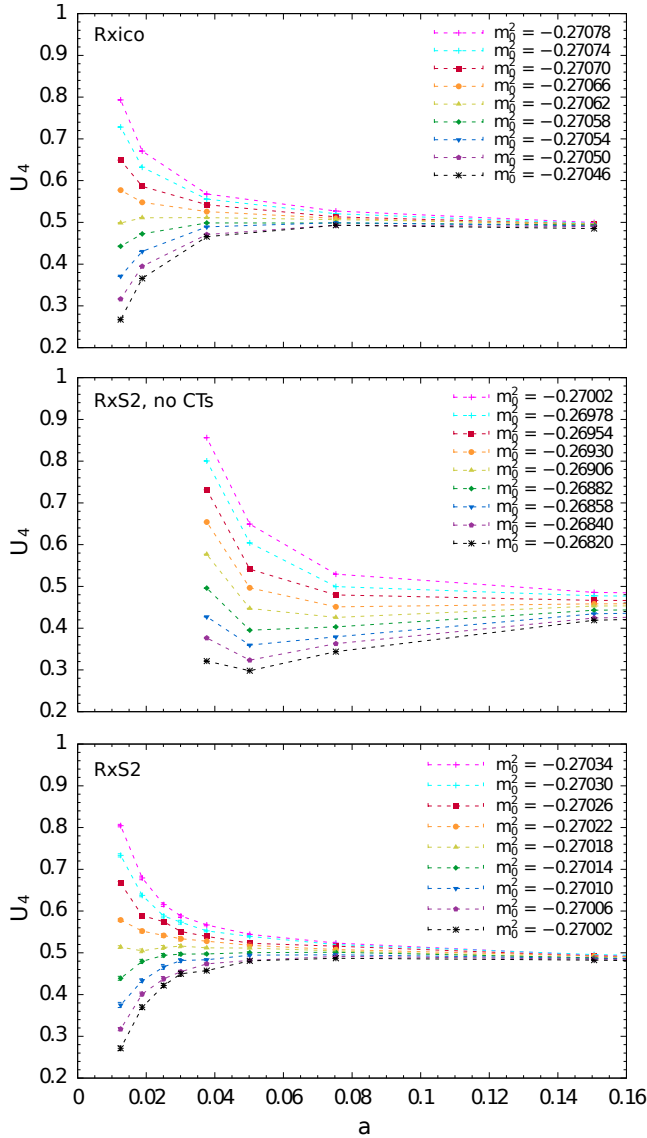 Rxico
m₀² = −0.27078
m₀² = −0.27074
m₀² = −0.27070
m₀² = −0.27066
m₀² = −0.27062
m₀² = −0.27058
m₀² = −0.27054
m₀² = −0.27050
m₀² = −0.27046
U₄
1
0.9
0.8
0.7
0.6
0.5
0.4
0.3
0.2
RxS2, no CTs
m₀² = −0.27002
m₀² = −0.26978
m₀² = −0.26954
m₀² = −0.26930
m₀² = −0.26906
m₀² = −0.26882
m₀² = −0.26858
m₀² = −0.26840
m₀² = −0.26820
U₄
1
0.9
0.8
0.7
0.6
0.5
0.4
0.3
0.2
RxS2
m₀² = −0.27034
m₀² = −0.27030
m₀² = −0.27026
m₀² = −0.27022
m₀² = −0.27018
m₀² = −0.27014
m₀² = −0.27010
m₀² = −0.27006
m₀² = −0.27002
U₄
1
0.9
0.8
0.7
0.6
0.5
0.4
0.3
0.2
0 0.02 0.04 0.06 0.08 0.1 0.12 0.14 0.16
a